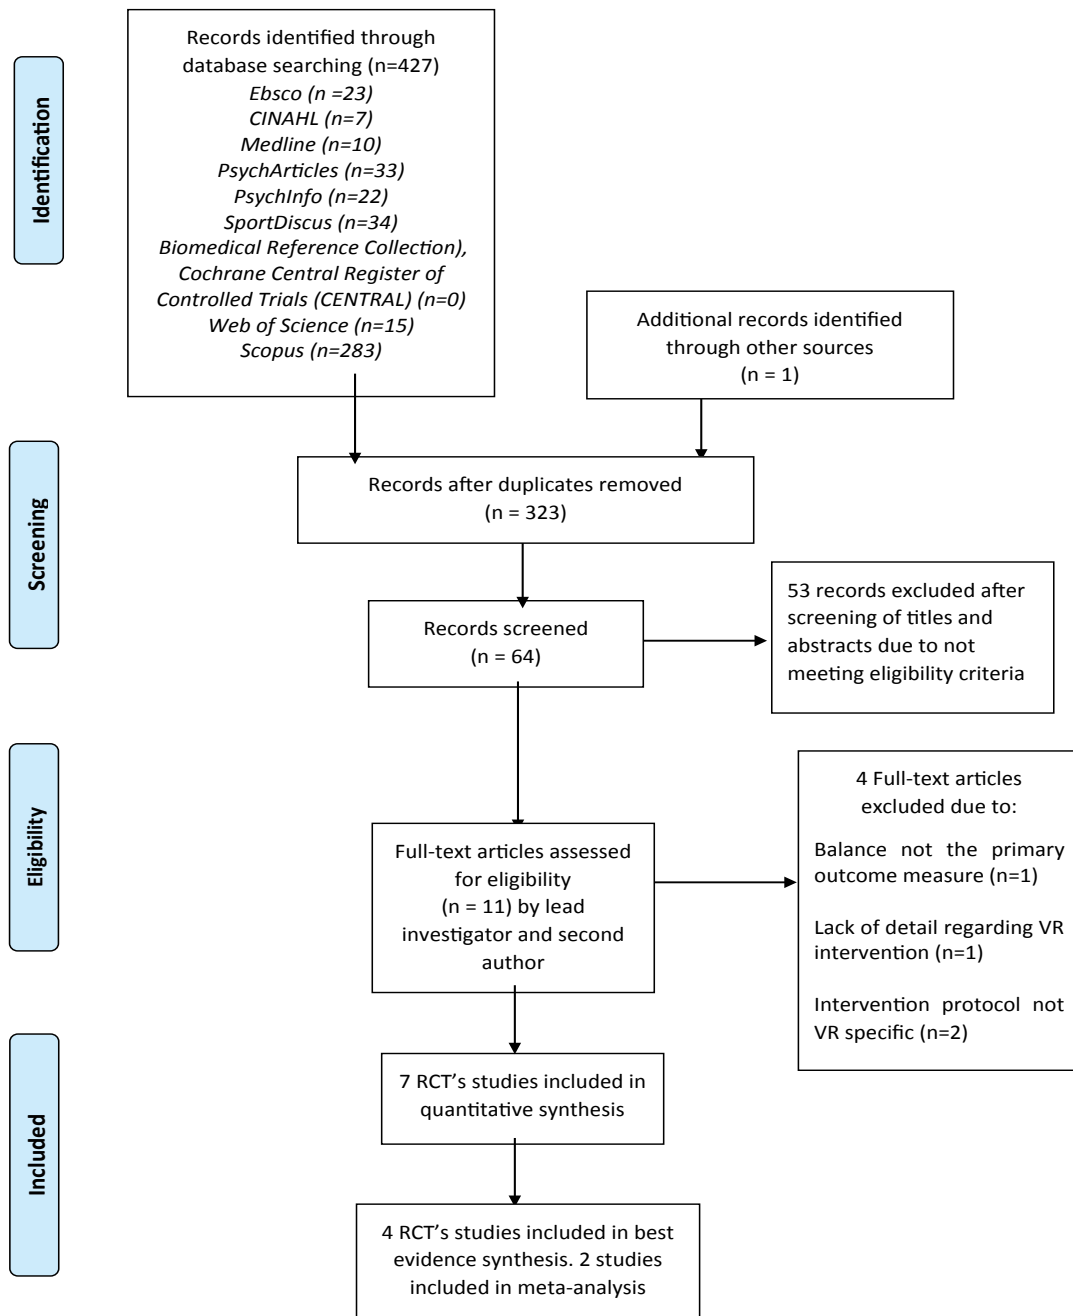 Identification
Records identified through
database searching (n=427)
Ebsco (n =23)
CINAHL (n=7)
Medline (n=10)
PsychArticles (n=33)
PsychInfo (n=22)
SportDiscus (n=34)
Biomedical Reference Collection),
Cochrane Central Register of
Controlled Trials (CENTRAL) (n=0)
Web of Science (n=15)
Scopus (n=283)
Additional records identified
through other sources
(n = 1)
Screening
Records after duplicates removed
(n = 323)
Records screened
(n = 64)
53 records excluded after
screening of titles and
abstracts due to not
meeting eligibility criteria
Eligibility
Full-text articles assessed
for eligibility
(n = 11) by lead
investigator and second
author
4 Full-text articles
excluded due to:
Balance not the primary
outcome measure (n=1)
Lack of detail regarding VR
intervention (n=1)
Intervention protocol not
VR specific (n=2)
Included
7 RCT’s studies included in
quantitative synthesis
4 RCT’s studies included in best
evidence synthesis. 2 studies
included in meta-analysis